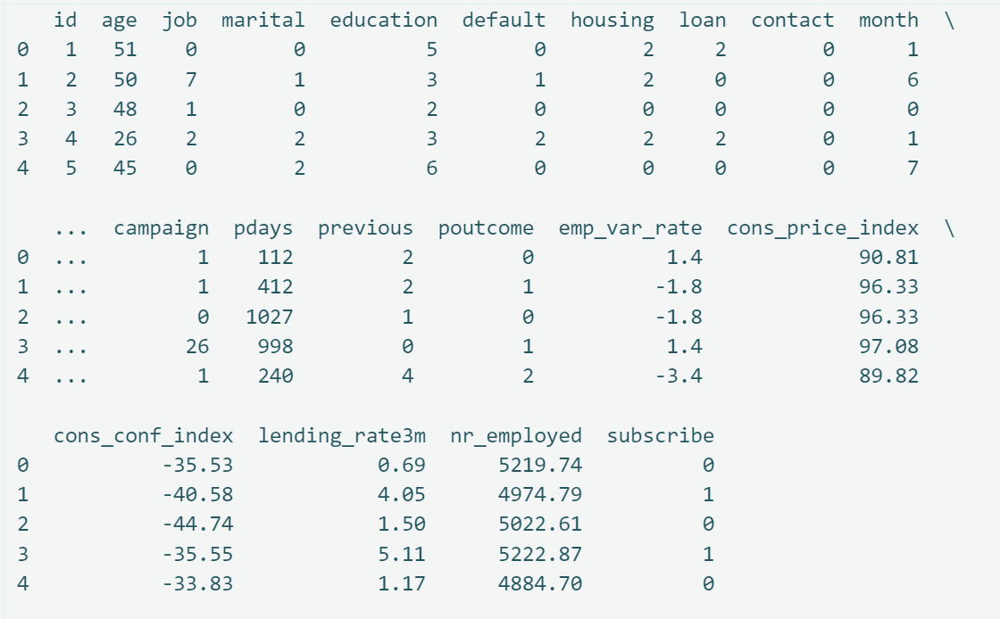 id age job marital education default housing loan contact month \
0 1 51 0 0 5 0 2 2 0 1
1 2 50 7 1 3 1 2 0 0 6
2 3 48 1 0 2 0 0 0 0 0
3 4 26 2 2 3 2 2 2 0 1
4 5 45 0 2 6 0 0 0 0 7
... campaign pdays previous poutcome emp_var_rate cons_price_index \
0 ... 1 112 2 0 1.4 90.81
1 ... 1 412 2 1 -1.8 96.33
2 ... 0 1027 1 0 -1.8 96.33
3 ... 26 998 0 1 1.4 97.08
4 ... 1 240 4 2 -3.4 89.82
cons_conf_index lending_rate3m nr_employed subscribe
0 -35.53 0.69 5219.74 0
1 -40.58 4.05 4974.79 1
2 -44.74 1.50 5022.61 0
3 -35.55 5.11 5222.87 1
4 -33.83 1.17 4884.70 0